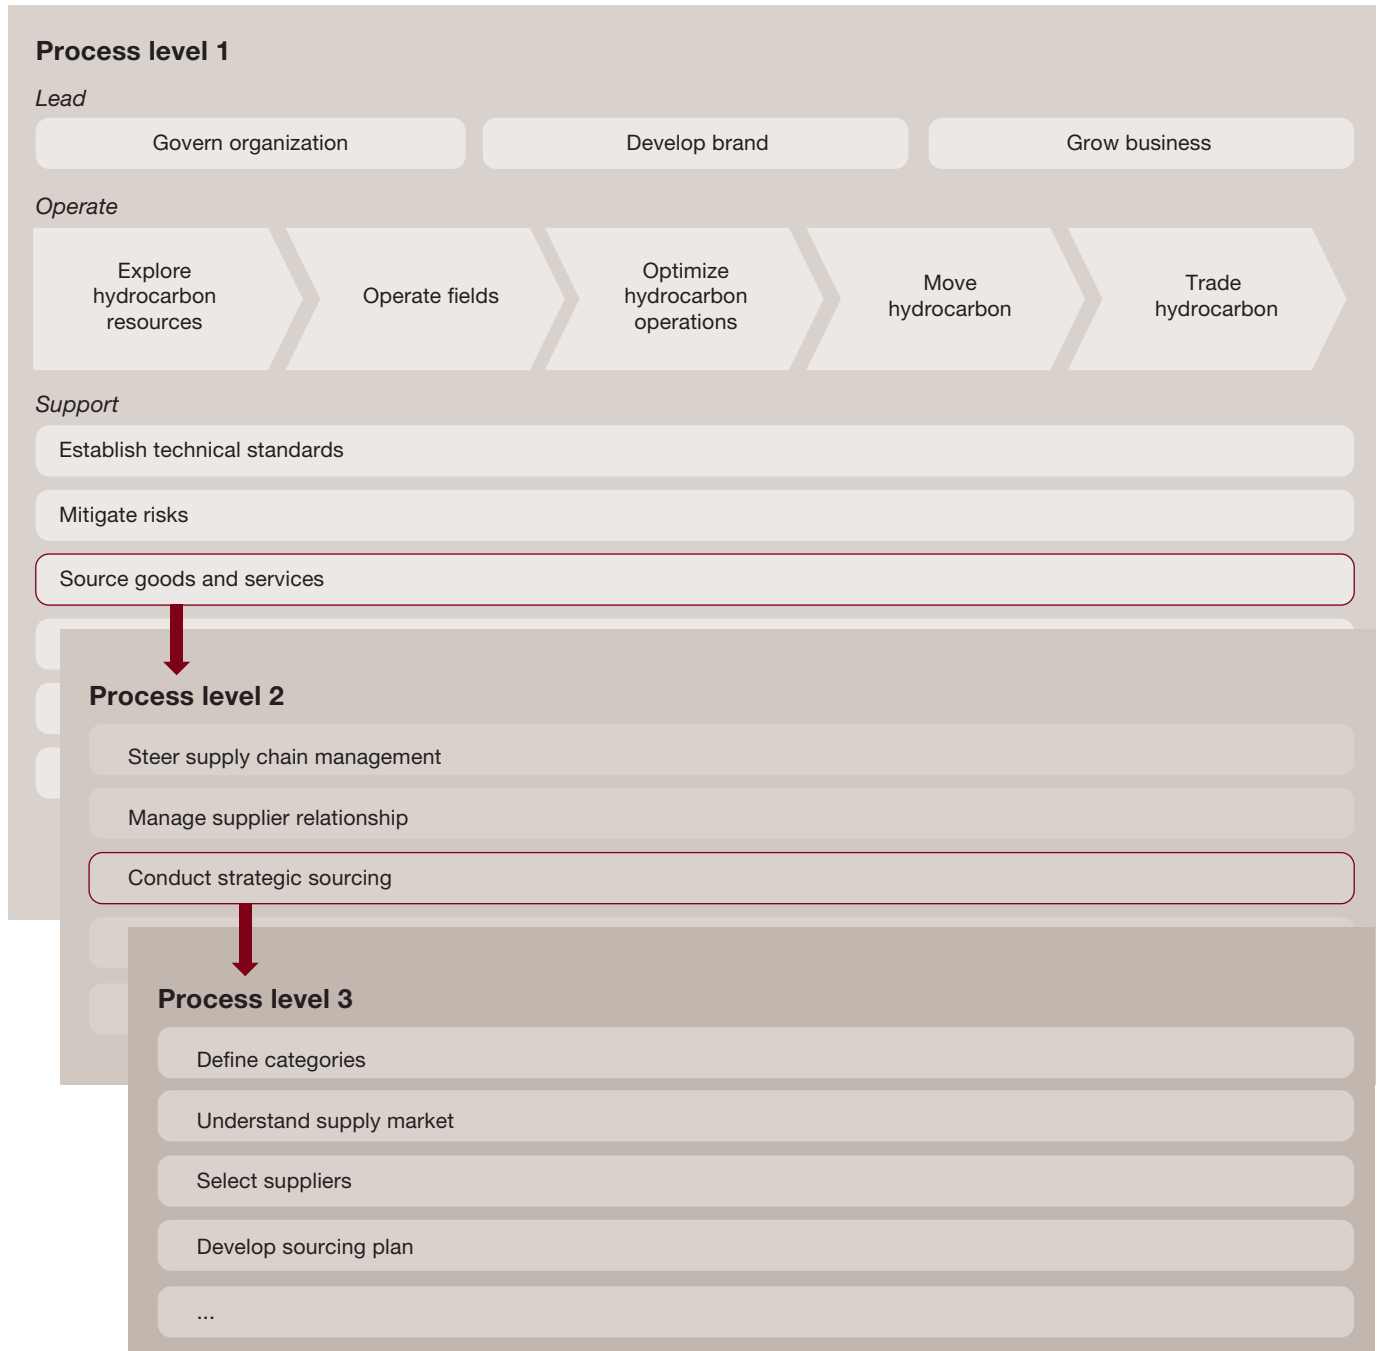 Process level 1
Lead
Govern organization
Develop brand
Grow business
Operate
Explore
hydrocarbon
resources
Operate fields
Optimize
hydrocarbon
operations
Move
hydrocarbon
Trade
hydrocarbon
Support
Establish technical standards
Mitigate risks
Source goods and services
Process level 2
Steer supply chain management
Manage supplier relationship
Conduct strategic sourcing
Process level 3
Define categories
Understand supply market
Select suppliers
Develop sourcing plan
...